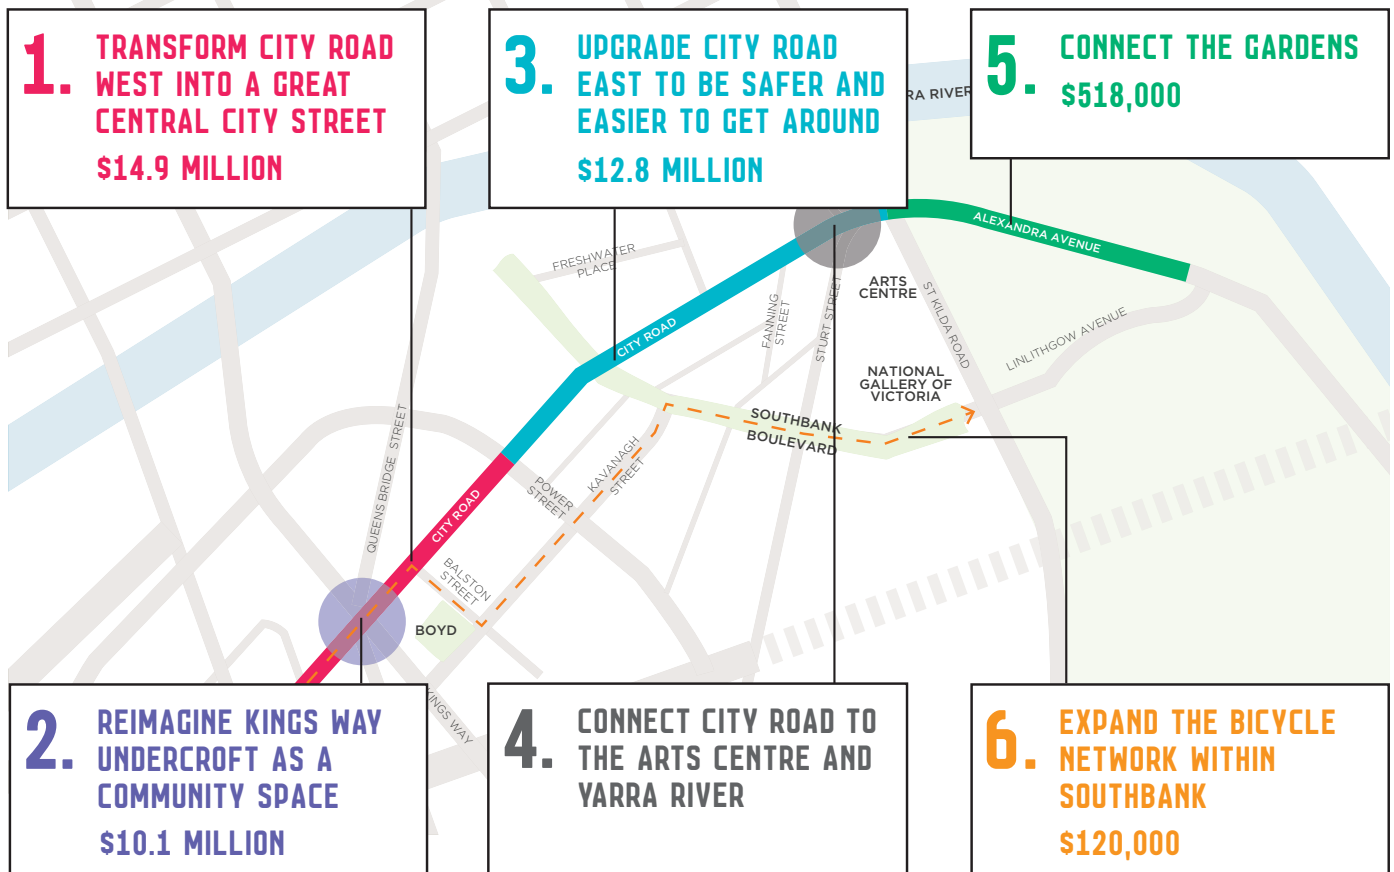 1.
TRANSFORM CITY ROAD
WEST INTO A GREAT
CENTRAL CITY STREET
$14.9 MILLION
3.
UPGRADE CITY ROAD
EAST TO BE SAFER AND
EASIER TO GET AROUND
$12.8 MILLION
5.
CONNECT THE GARDENS
$518,000
RA RIVER
ALEXANDRA AVENUE
FRESHWATER
PLACE
ARTS
CENTRE
FANNING
STREET
STURT STREET
ST KILDA ROAD
CITY ROAD
LINLITHGOW AVENUE
NATIONAL
GALLERY OF
VICTORIA
SOUTHBANK
BOULEVARD
QUEENS BRIDGE STREET
KAVANAGH
STREET
POWER
STREET
CITY ROAD
BALSTON
STREET
BOYD
KINGS WAY
2.
REIMAGINE KINGS WAY
UNDERCROFT AS A
COMMUNITY SPACE
$10.1 MILLION
4.
CONNECT CITY ROAD TO
THE ARTS CENTRE AND
YARRA RIVER
6.
EXPAND THE BICYCLE
NETWORK WITHIN
SOUTHBANK
$120,000